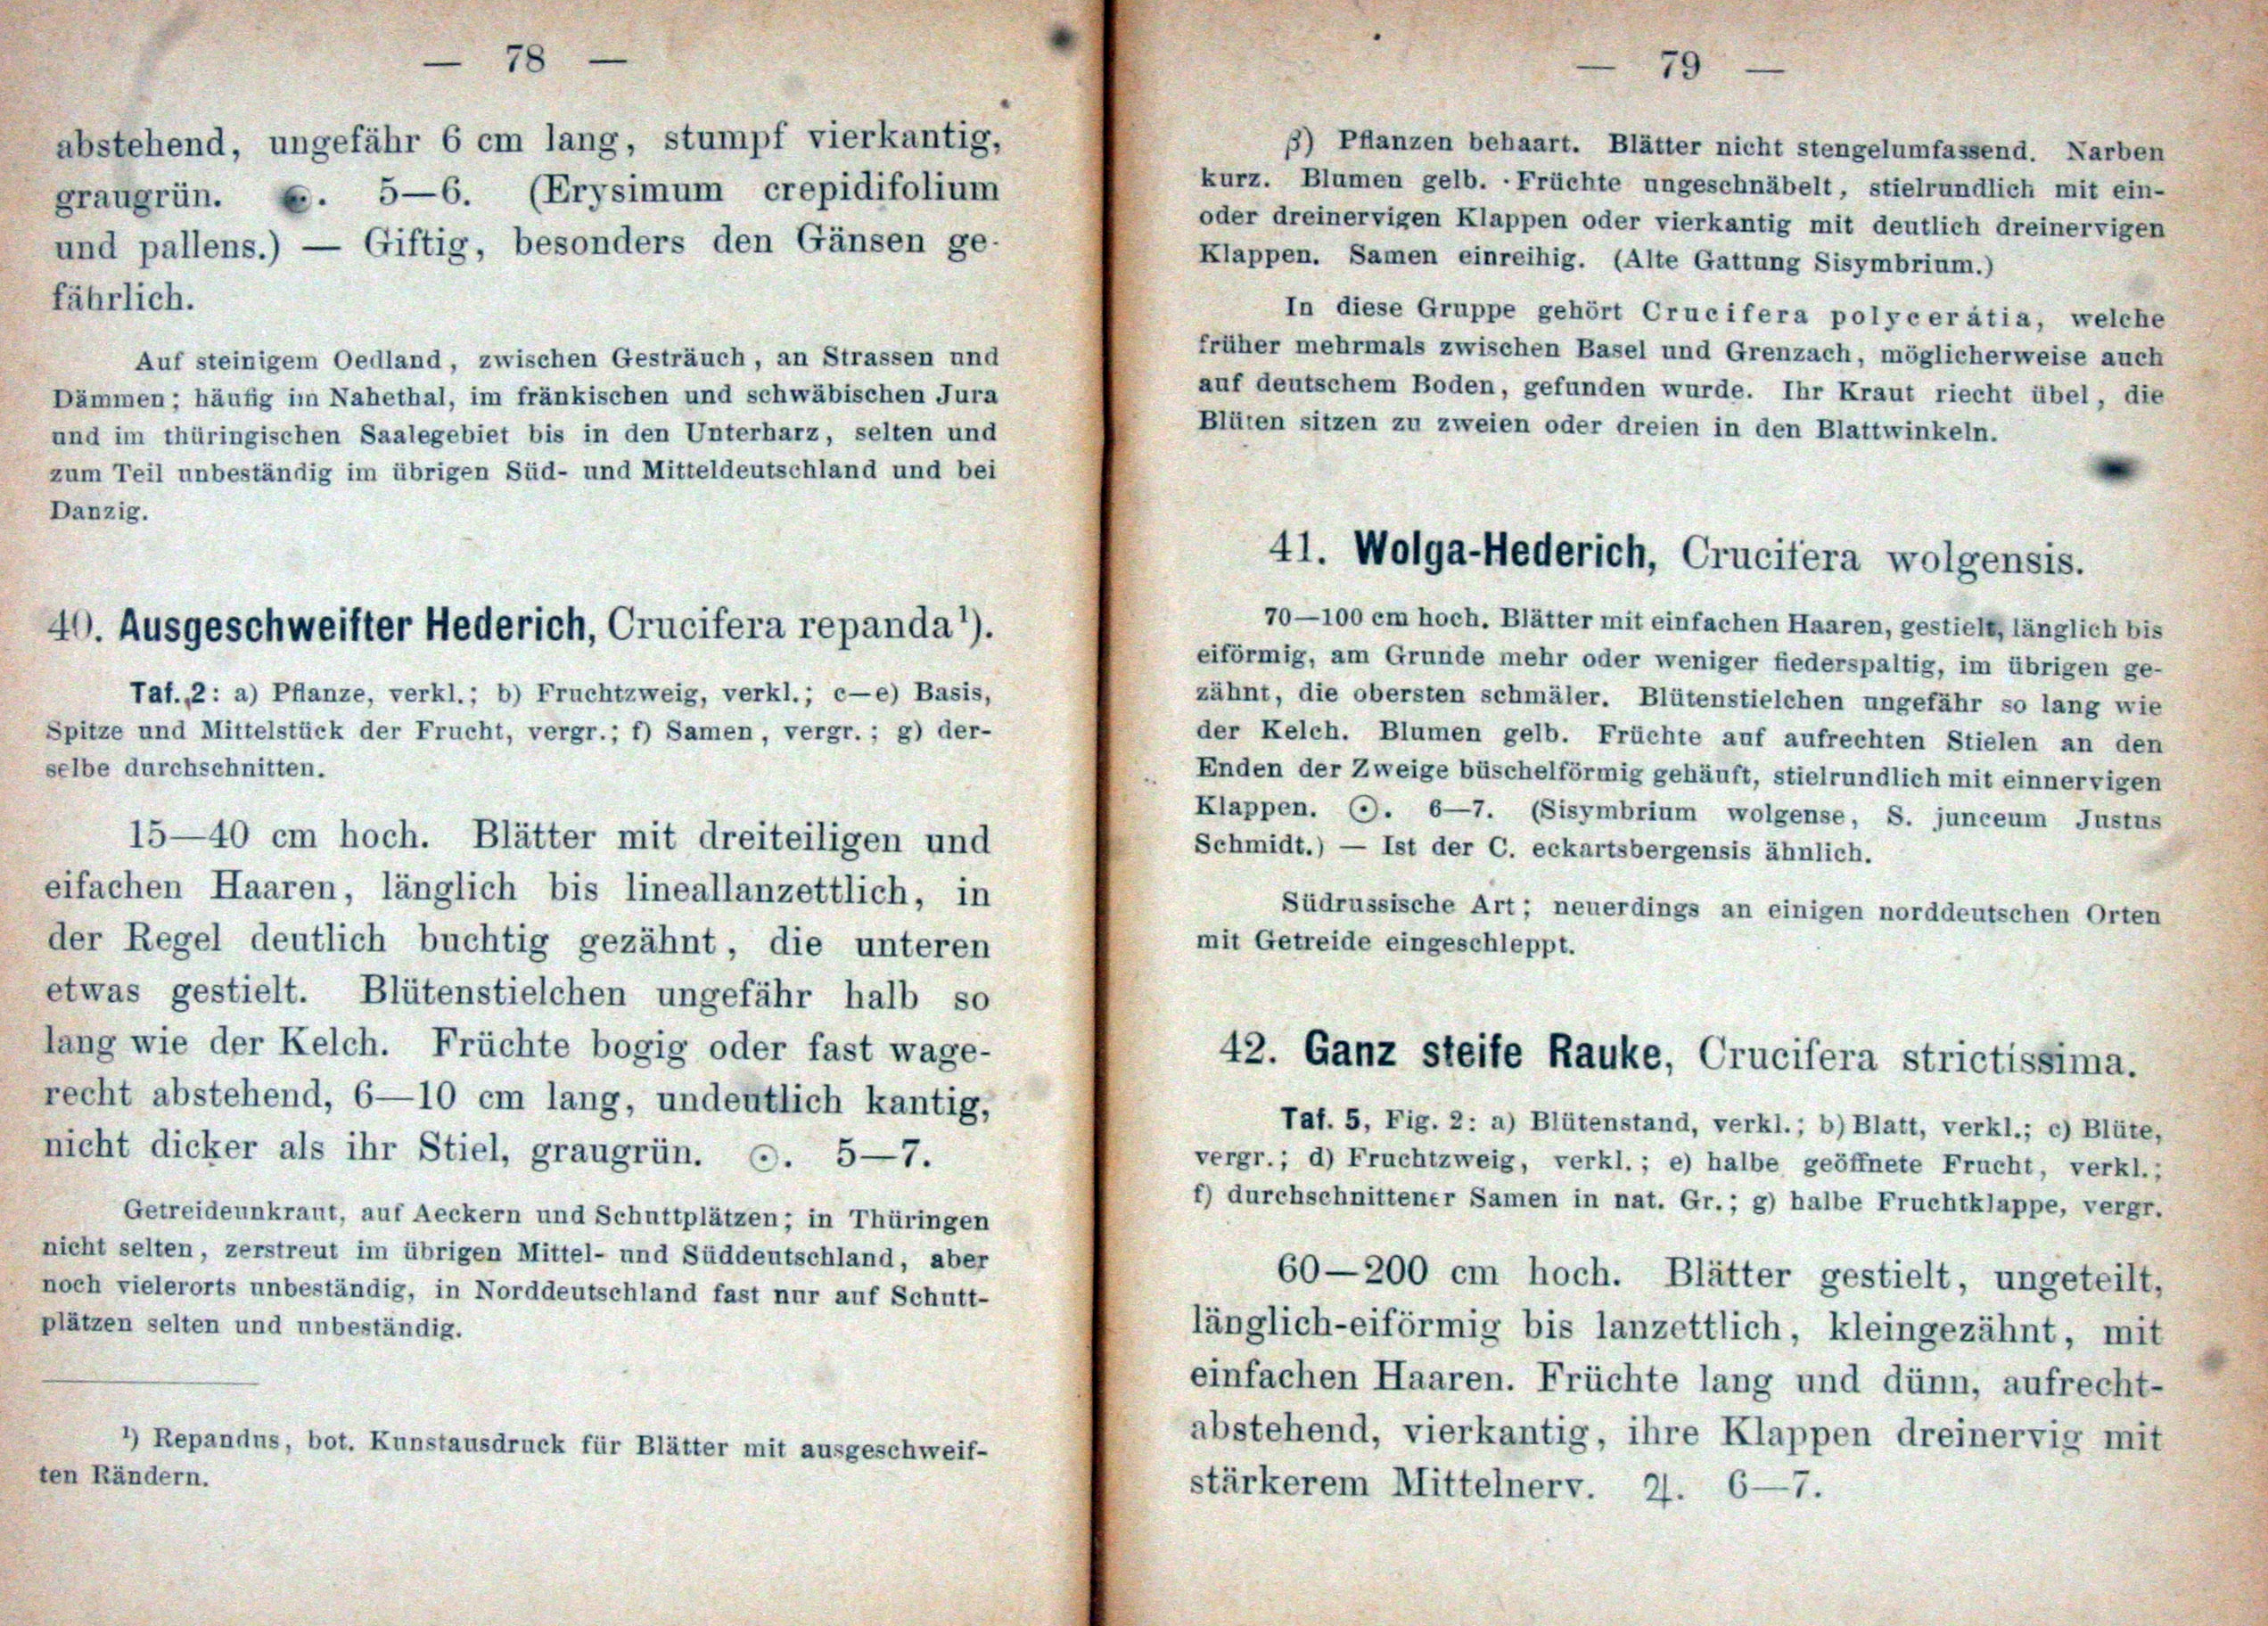 — 78 —
abstehend, ungefähr 6 cm lang, stumpf vierkantig,
graugrün. . 5—6. (Erysimum crepidifolium
und pallens.) — Giftig, besonders den Gänsen ge-
fährlich.
Auf steinigem Oedland, zwischen Gesträuch, an Strassen und
Dämmen; häufig im Nahethal, im fränkischen und schwäbischen Jura
und im thüringischen Saalegebiet bis in den Unterharz, selten und
zum Teil unbeständig im übrigen Süd- und Mitteldeutschland und bei
Danzig.
40. Ausgeschweifter Hederich, Crucifera repanda¹).
Taf. 2: a) Pflanze, verkl.; b) Fruchtzweig, verkl.; c—e) Basis,
Spitze und Mittelstück der Frucht, vergr.; f) Samen, vergr.; g) der-
selbe durchschnitten.
15—40 cm hoch. Blätter mit dreiteiligen und
eifachen Haaren, länglich bis lineallanzettlich, in
der Regel deutlich buchtig gezähnt, die unteren
etwas gestielt. Blütenstielchen ungefähr halb so
lang wie der Kelch. Früchte bogig oder fast wage-
recht abstehend, 6—10 cm lang, undeutlich kantig,
nicht dicker als ihr Stiel, graugrün. ⊙. 5—7.
Getreideunkraut, auf Aeckern und Schuttplätzen; in Thüringen
nicht selten, zerstreut im übrigen Mittel- und Süddeutschland, aber
noch vielerorts unbeständig, in Norddeutschland fast nur auf Schutt-
plätzen selten und unbeständig.
¹) Repandus, bot. Kunstausdruck für Blätter mit ausgeschweif-
ten Rändern.
— 79 —
β) Pflanzen behaart. Blätter nicht stengelumfassend. Narben
kurz. Blumen gelb. Früchte ungeschnäbelt, stielrundlich mit ein-
oder dreinervigen Klappen oder vierkantig mit deutlich dreinervigen
Klappen. Samen einreihig. (Alte Gattung Sisymbrium.)
In diese Gruppe gehört Crucifera polycerátia, welche
früher mehrmals zwischen Basel und Grenzach, möglicherweise auch
auf deutschem Boden, gefunden wurde. Ihr Kraut riecht übel, die
Blüten sitzen zu zweien oder dreien in den Blattwinkeln.
41. Wolga-Hederich, Crucifera wolgensis.
70—100 cm hoch. Blätter mit einfachen Haaren, gestielt, länglich bis
eiförmig, am Grunde mehr oder weniger fiederspaltig, im übrigen ge-
zähnt, die obersten schmäler. Blütenstielchen ungefähr so lang wie
der Kelch. Blumen gelb. Früchte auf aufrechten Stielen an den
Enden der Zweige büschelförmig gehäuft, stielrundlich mit einnervigen
Klappen. ⊙. 6—7. (Sisymbrium wolgense, S. junceum Justus
Schmidt.) — Ist der C. eckartsbergensis ähnlich.
Südrussische Art; neuerdings an einigen norddeutschen Orten
mit Getreide eingeschleppt.
42. Ganz steife Rauke, Crucifera strictissima.
Taf. 5, Fig. 2: a) Blütenstand, verkl.; b) Blatt, verkl.; c) Blüte,
vergr.; d) Fruchtzweig, verkl.; e) halbe geöffnete Frucht, verkl.;
f) durchschnittener Samen in nat. Gr.; g) halbe Fruchtklappe, vergr.
60—200 cm hoch. Blätter gestielt, ungeteilt,
länglich-eiförmig bis lanzettlich, kleingezähnt, mit
einfachen Haaren. Früchte lang und dünn, aufrecht-
abstehend, vierkantig, ihre Klappen dreinervig mit
stärkerem Mittelnerv. ♃. 6—7.